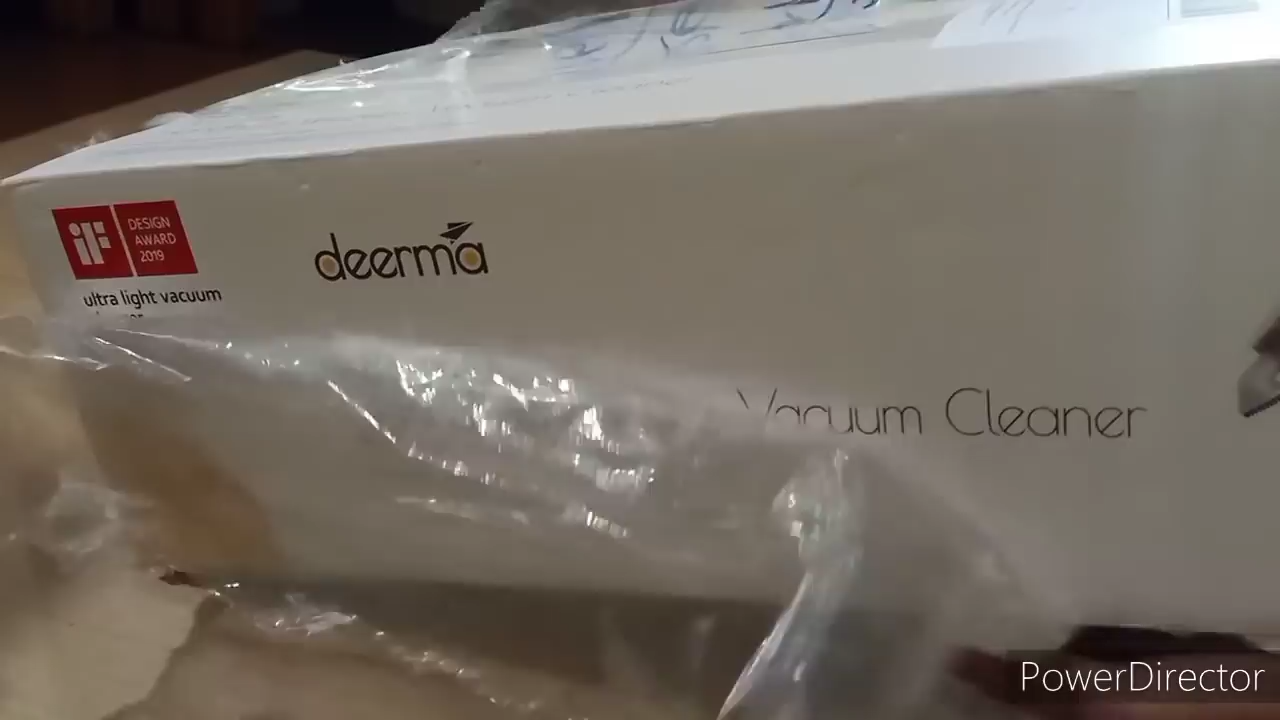 iF
DESIGN
AWARD
2019
ultra light vacuum
deerma
Vacuum Cleaner
PowerDirector